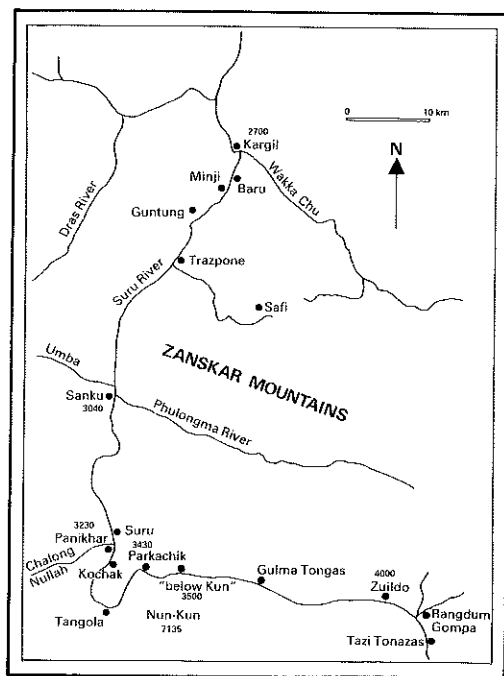 0 10 km
N
2700
Kargil
Minji
Baru
Wakka Chu
Guntung
Dras River
Trapone
Suru River
Safi
ZANSKAR MOUNTAINS
Umba
Sanku
3040
Phulongma River
Suru
3230
Panikhar
Chalong
Nullah
Kochak
3430
Parkachik
"below Kun"
3500
Gulma Tongas
4000
Zuildo
Rangdum
Gompa
Tangola
Nun-Kun
7135
Tazi Tonazas